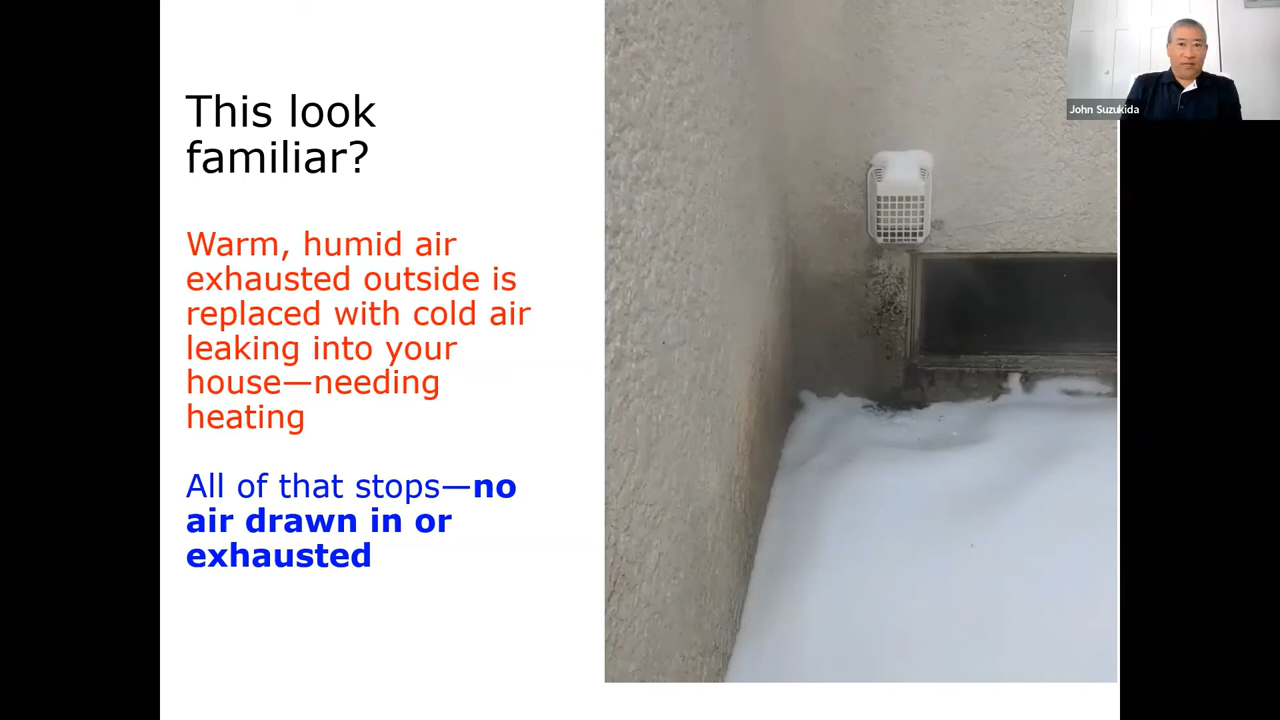 This look
familiar?
Warm, humid air
exhausted outside is
replaced with cold air
leaking into your
house—needing
heating
All of that stops—no
air drawn in or
exhausted
John Suzukida